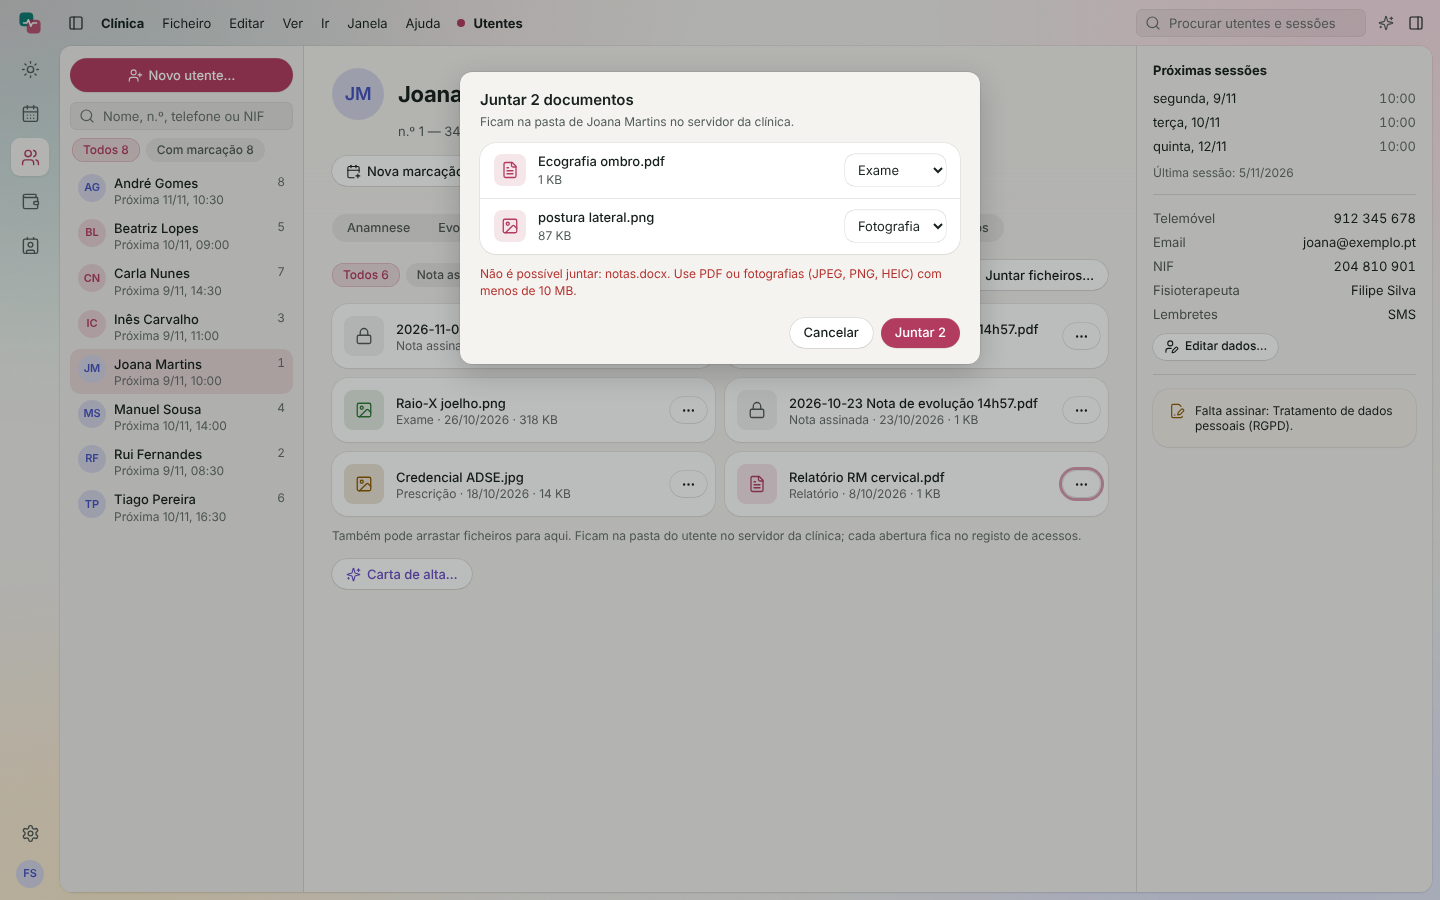 Clínica Ficheiro Editar Ver Ir Janela Ajuda Utentes
Procurar utentes e sessões
Novo utente...
Nome, n.º, telefone ou NIF
Todos 8 Com marcação 8
AG André Gomes 8
Próxima 11/11, 10:30
BL Beatriz Lopes 5
Próxima 10/11, 09:00
CN Carla Nunes 7
Próxima 9/11, 14:30
IC Inês Carvalho 3
Próxima 9/11, 11:00
JM Joana Martins 1
Próxima 9/11, 10:00
MS Manuel Sousa 4
Próxima 10/11, 14:00
RF Rui Fernandes 2
Próxima 9/11, 08:30
TP Tiago Pereira 6
Próxima 10/11, 16:30
FS
JM Joana
n.º 1 — 34
Nova marcação
Anamnese
Todos 6
Juntar ficheiros...
2026-11-0
14h57.pdf
Nota assina
Raio-X joelho.png
Exame · 26/10/2026 · 318 KB
2026-10-23 Nota de evolução 14h57.pdf
Nota assinada · 23/10/2026 · 1 KB
Credencial ADSE.jpg
Prescrição · 18/10/2026 · 14 KB
Relatório RM cervical.pdf
Relatório · 8/10/2026 · 1 KB
Também pode arrastar ficheiros para aqui. Ficam na pasta do utente no servidor da clínica; cada abertura fica no registo de acessos.
Carta de alta...
Juntar 2 documentos
Ficam na pasta de Joana Martins no servidor da clínica.
Ecografia ombro.pdf
1 KB
Exame
postura lateral.png
87 KB
Fotografia
Não é possível juntar: notas.docx. Use PDF ou fotografias (JPEG, PNG, HEIC) com
menos de 10 MB.
Cancelar Juntar 2
Próximas sessões
segunda, 9/11 10:00
terça, 10/11 10:00
quinta, 12/11 10:00
Última sessão: 5/11/2026
Telemóvel 912 345 678
Email joana@exemplo.pt
NIF 204 810 901
Fisioterapeuta Filipe Silva
Lembretes SMS
Editar dados...
Falta assinar: Tratamento de dados
pessoais (RGPD).